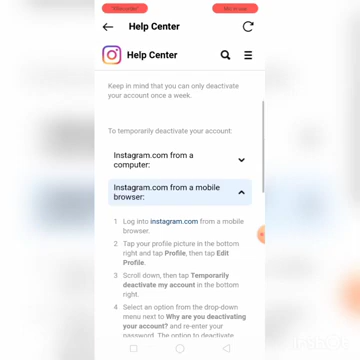 Help Center
Help Center
Keep in mind that you can only deactivate
your account once a week.
To temporarily deactivate your account:
Instagram.com from a
computer:
Instagram.com from a mobile
browser:
1 Log into instagram.com from a mobile
browser.
2 Tap your profile picture in the bottom
right and tap Profile, then tap Edit
Profile.
3 Scroll down, then tap Temporarily
deactivate my account in the bottom
right.
4 Select an option from the drop-down
menu next to Why are you deactivating
your account? and re-enter your
password. The option to deactivate